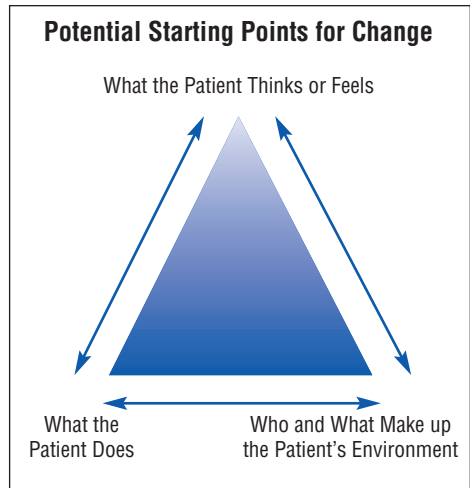 Potential Starting Points for Change
What the Patient Thinks or Feels
What the
Patient Does
Who and What Make up
the Patient's Environment